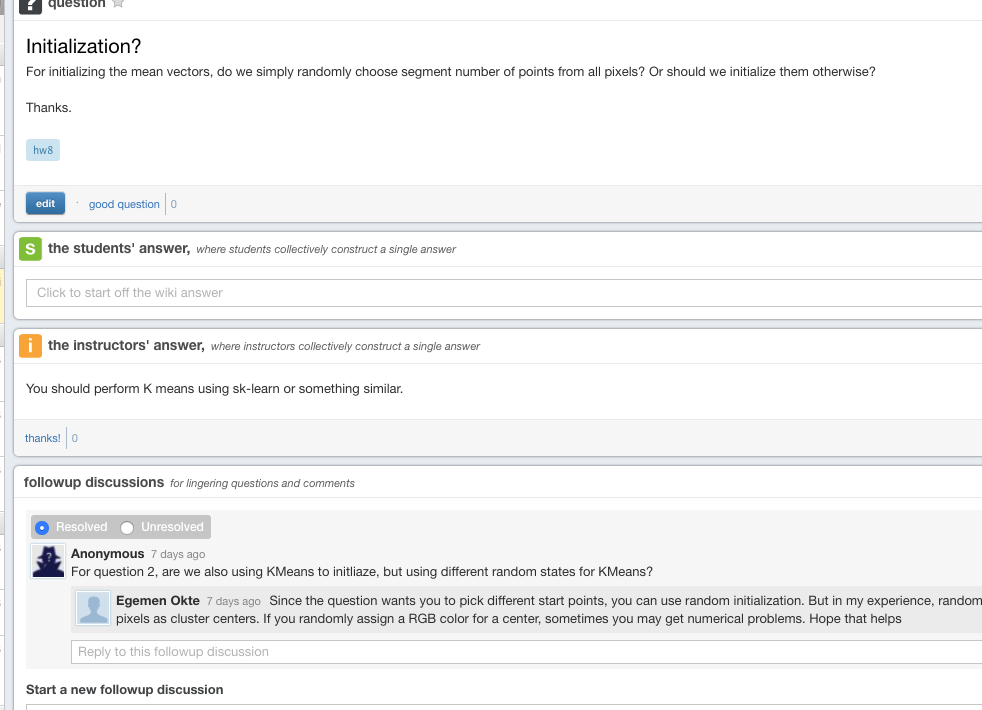 ? question
Initialization?
For initializing the mean vectors, do we simply randomly choose segment number of points from all pixels? Or should we initialize them otherwise?
Thanks.
hw8
edit · good question 0
S the students' answer, where students collectively construct a single answer
Click to start off the wiki answer
i the instructors' answer, where instructors collectively construct a single answer
You should perform K means using sk-learn or something similar.
thanks! 0
followup discussions for lingering questions and comments
Resolved Unresolved
Anonymous 7 days ago
For question 2, are we also using KMeans to initliaze, but using different random states for KMeans?
Egemen Okte 7 days ago Since the question wants you to pick different start points, you can use random initialization. But in my experience, random
pixels as cluster centers. If you randomly assign a RGB color for a center, sometimes you may get numerical problems. Hope that helps
Reply to this followup discussion
Start a new followup discussion